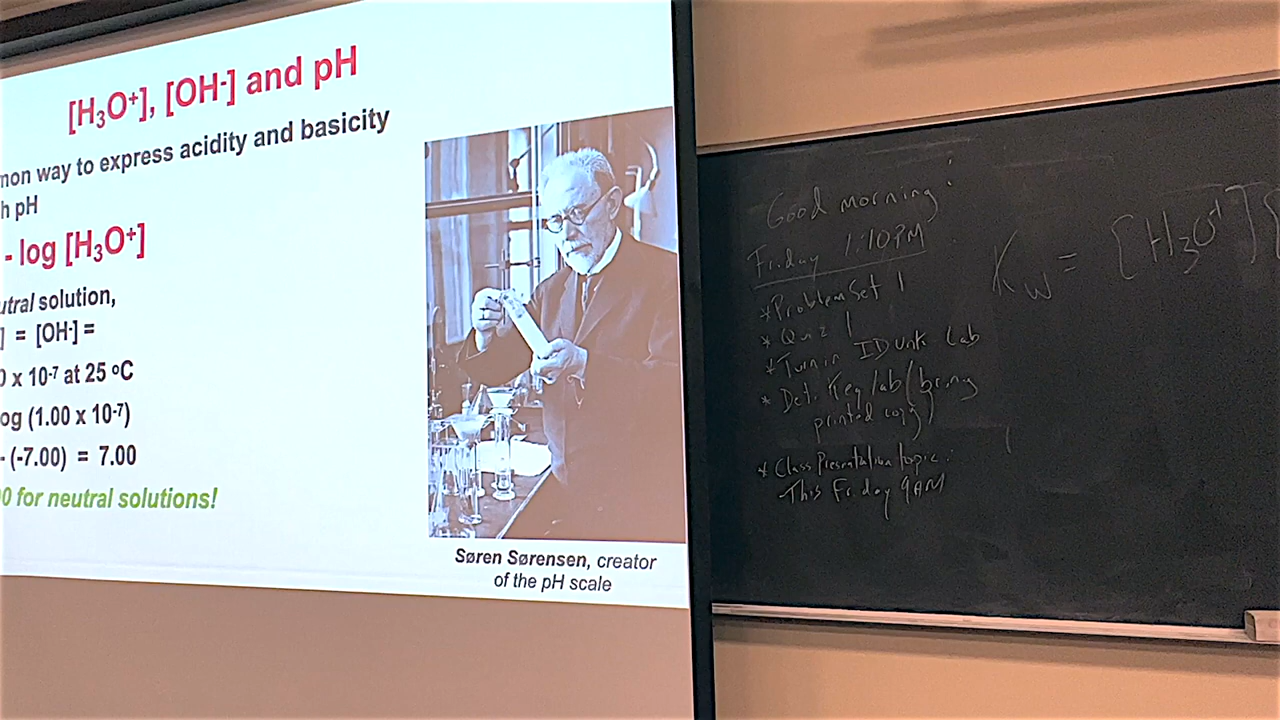 [H₃O⁺], [OH⁻] and pH
mon way to express acidity and basicity
h pH
- log [H₃O⁺]
utral solution,
] = [OH-] =
0 x 10⁻⁷ at 25 ºC
og (1.00 x 10⁻⁷)
- (-7.00) = 7.00
0 for neutral solutions!
Søren Sørensen, creator
of the pH scale
Good morning!
Friday 1:10PM
*Problem Set 1
* Quiz 1
*Turn in ID Unk Lab
* Det. Keq lab (bring
printed copy)
* Class Presentation topic:
This Friday 9AM
Kw = [H₃O⁺][